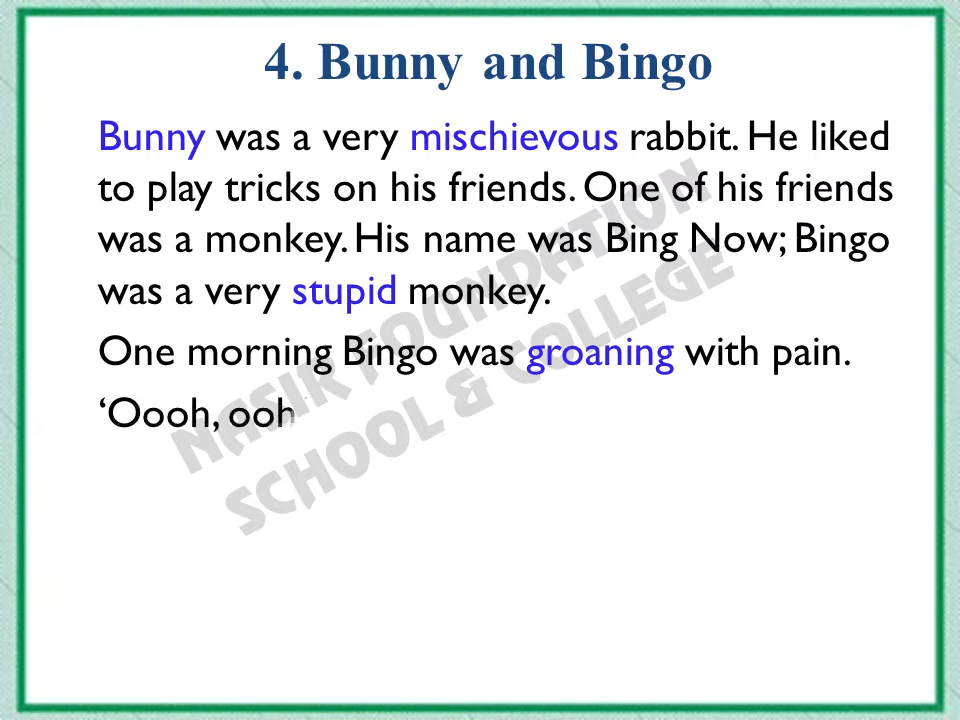 4. Bunny and Bingo
Bunny was a very mischievous rabbit. He liked
to play tricks on his friends. One of his friends
was a monkey. His name was Bing Now; Bingo
was a very stupid monkey.
One morning Bingo was groaning with pain.
‘Oooh, ooh
NASIR FOUNDATION
SCHOOL & COLLEGE